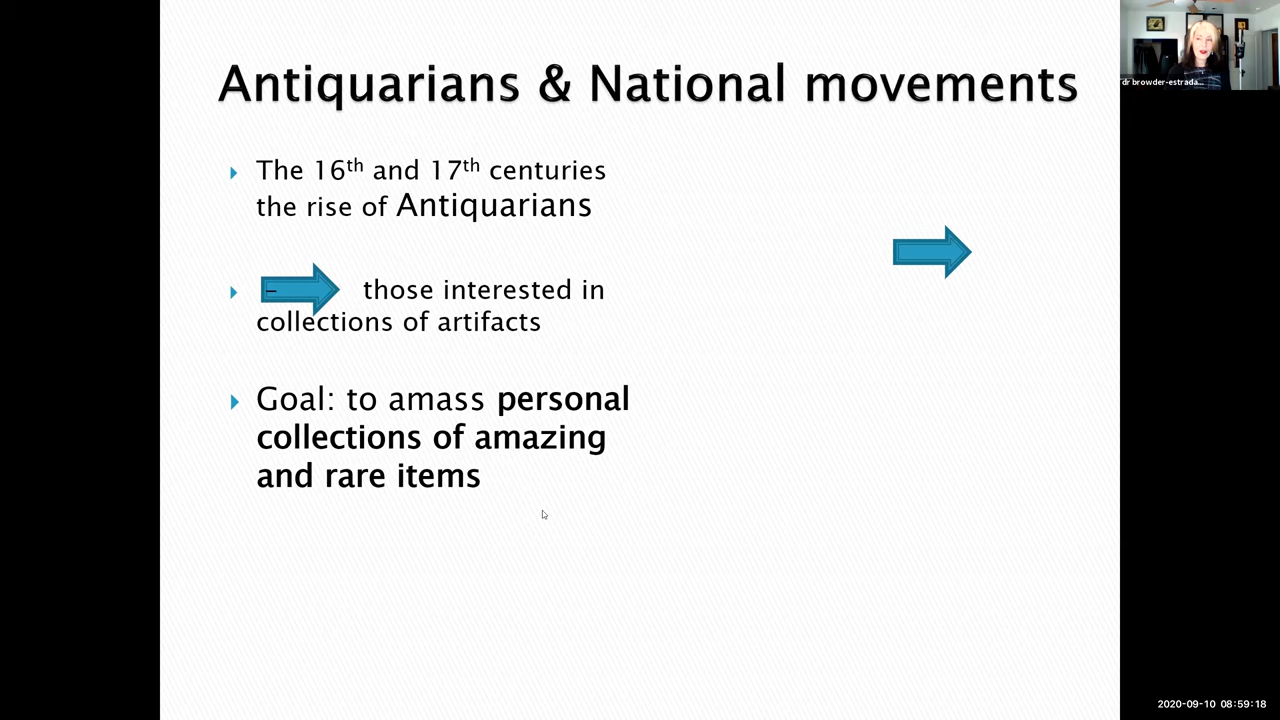 Antiquarians & National movements
The 16th and 17th centuries
the rise of Antiquarians
– those interested in
collections of artifacts
Goal: to amass personal
collections of amazing
and rare items
dr browder-estrada...
2020-09-10 08:59:18